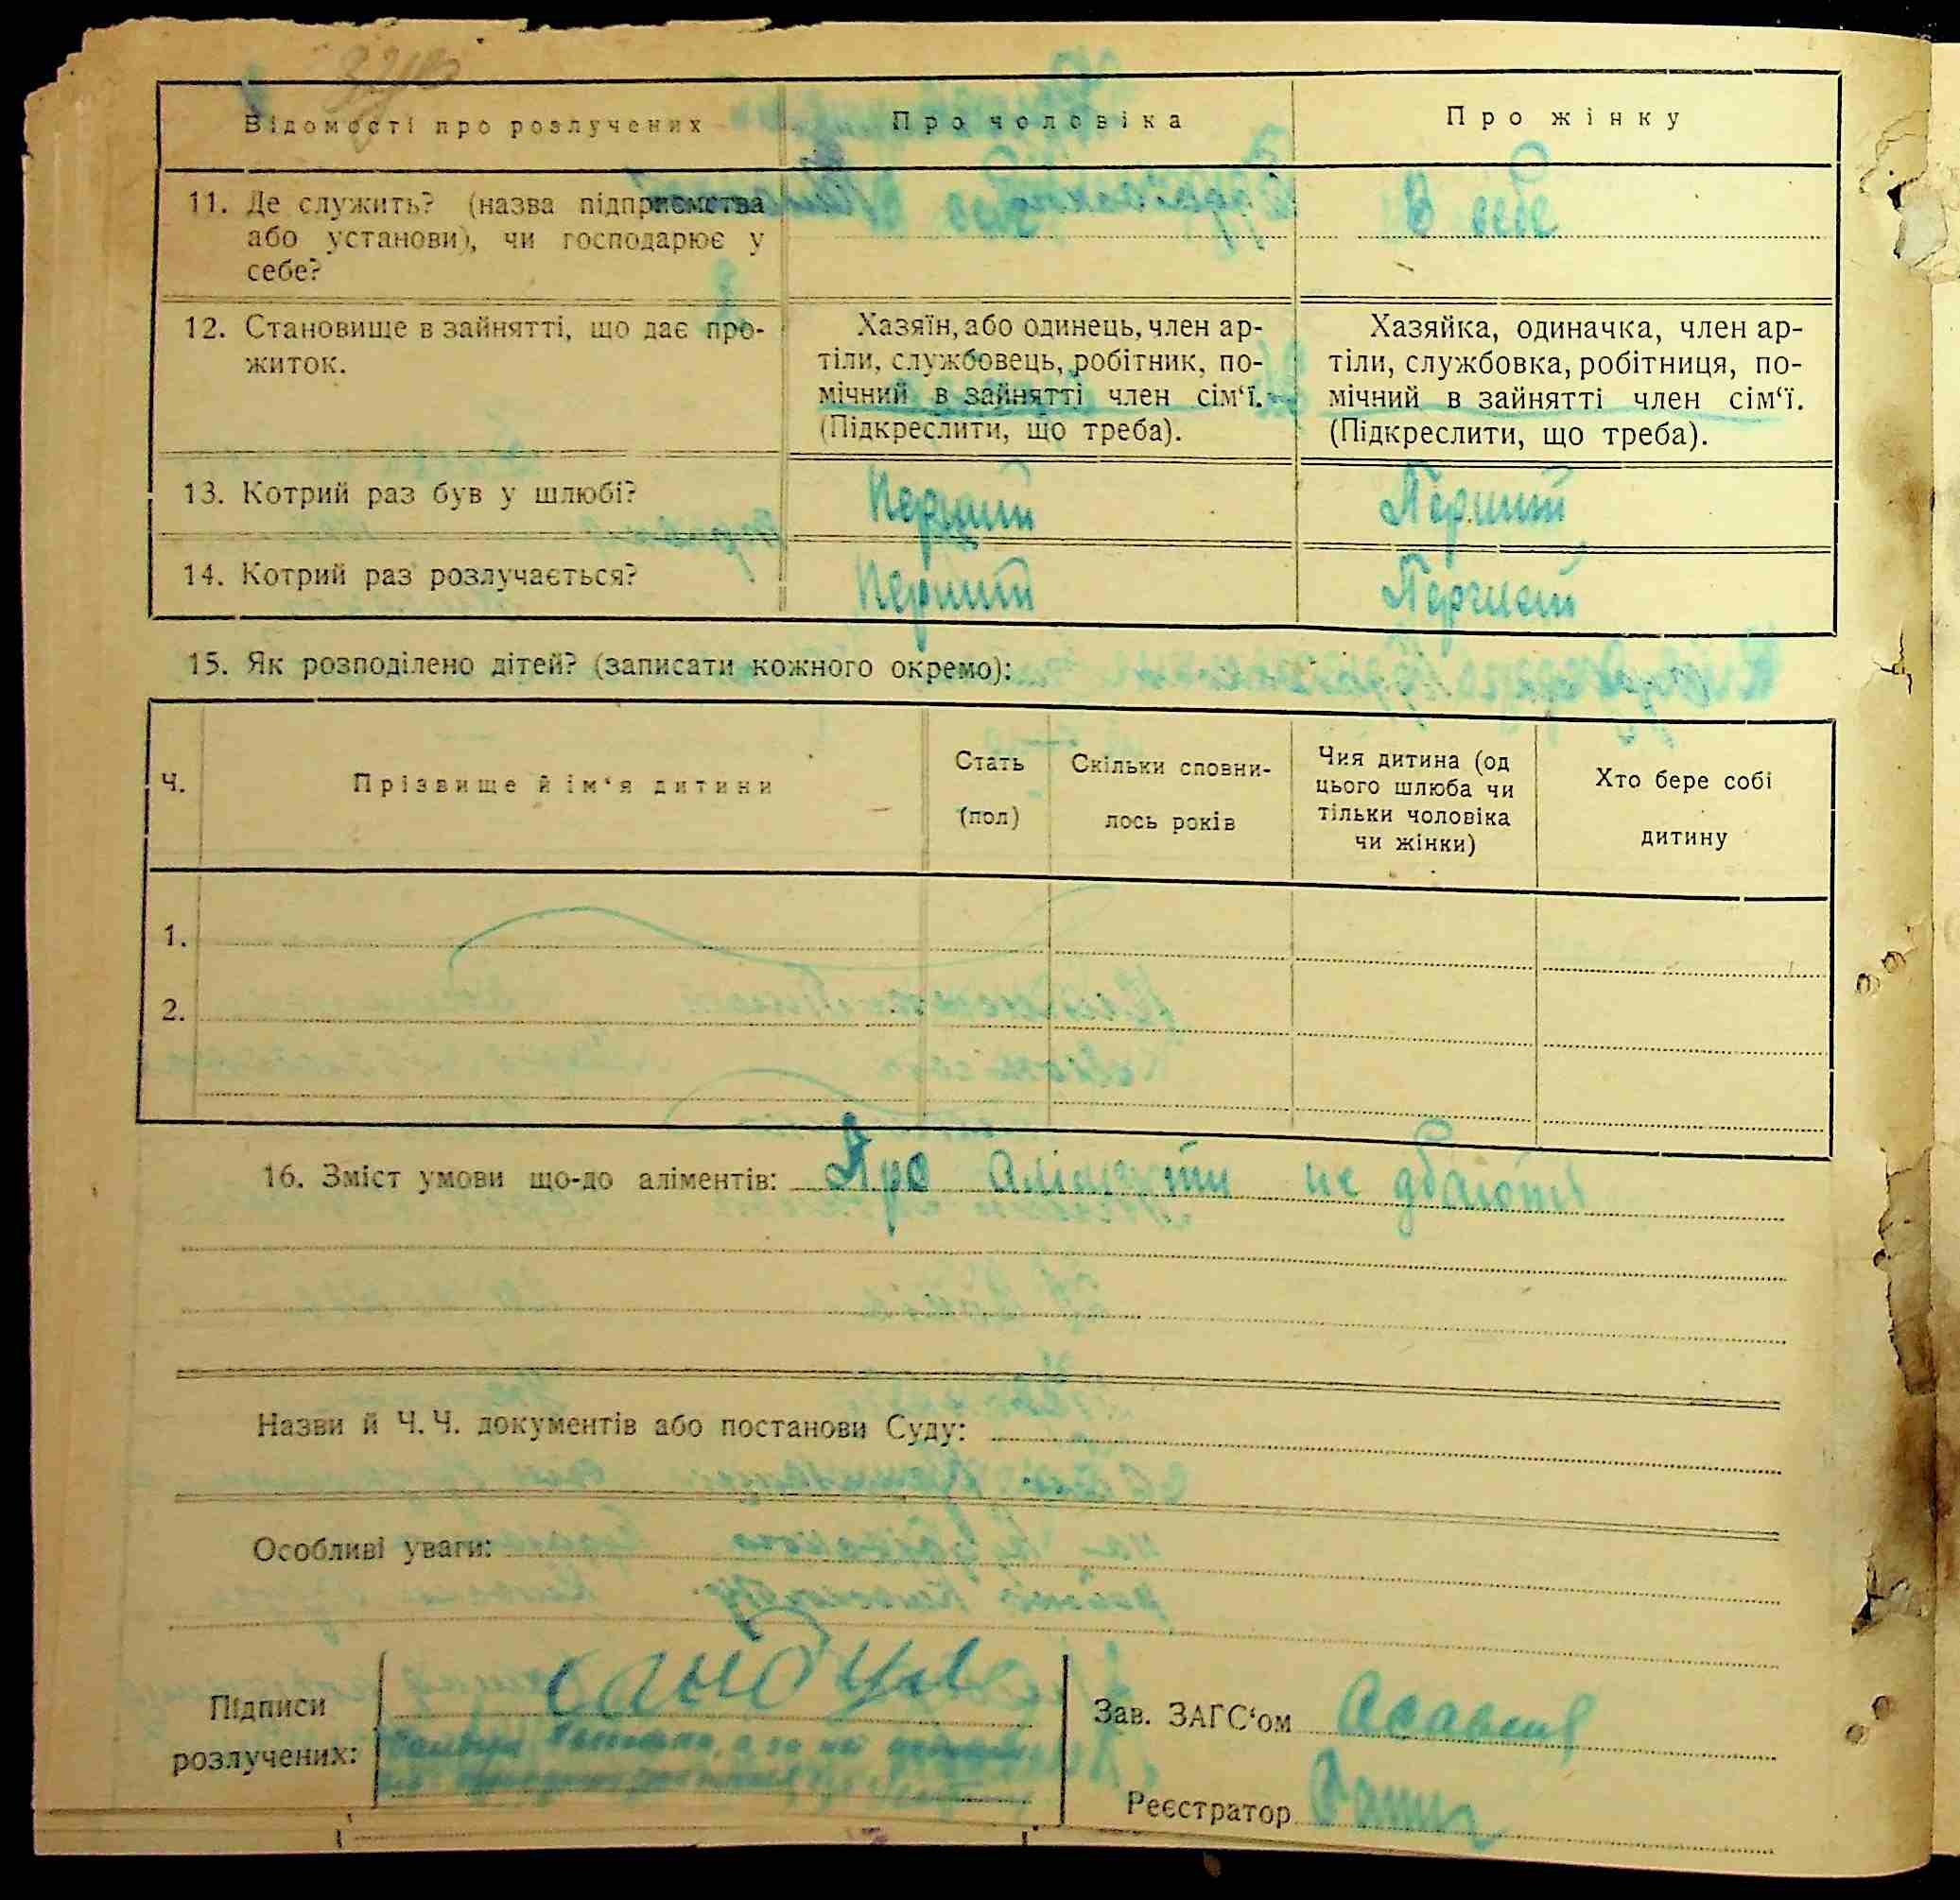 Відомості про розлучених
Про чоловіка
Про жінку
11. Де служить? (назва підприємства
або установи), чи господарює у
себе?
В себе
12. Становище в зайнятті, що дає про-
житок.
Хазяїн, або одинець, член ар-
тіли, службовець, робітник, по-
мічний в зайнятті член сім‘ї.
(Підкреслити, що треба).
Хазяйка, одиначка, член ар-
тіли, службовка, робітниця, по-
мічний в зайнятті член сім‘ї.
(Підкреслити, що треба).
13. Котрий раз був у шлюбі?
Перший
Перший
14. Котрий раз розлучається?
Перший
Перший
15. Як розподілено дітей? (записати кожного окремо):
Ч.
Прізвище й ім‘я дитини
Стать
(пол)
Скільки сповни-
лось років
Чия дитина (од
цього шлюба чи
тільки чоловіка
чи жінки)
Хто бере собі
дитину
1.
2.
16. Зміст умови що-до аліментів: Про аліменти не дбають
Назви й Ч. Ч. документів або постанови Суду:
Особливі уваги:
Підписи
розлучених:
Зав. ЗАГС‘ом
Реєстратор